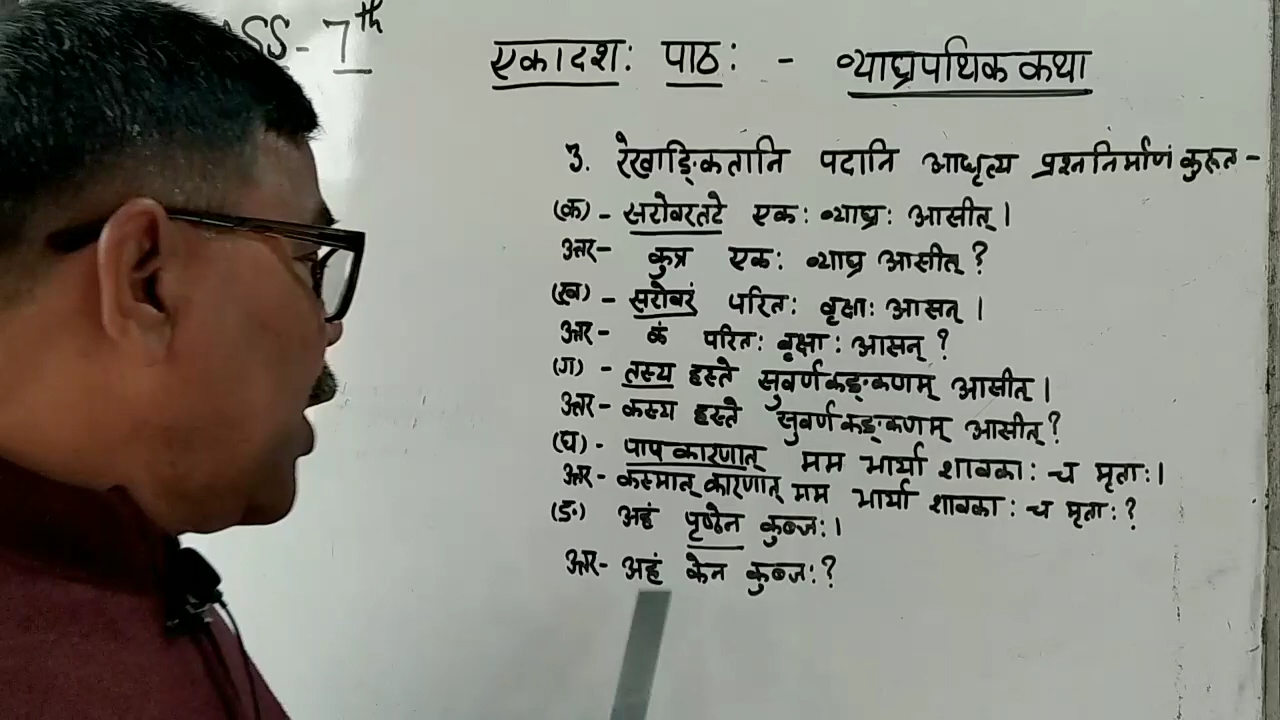 ASS- 7th
एकादशः पाठः - व्याघ्रपथिककथा
3. रेखाङ्कितानि पदानि आधृत्य प्रश्ननिर्माणं कुरुत -
(क) - सरोवरतटे एकः व्याघ्रः आसीत् ।
उत्तर- कुत्र एकः व्याघ्र आसीत् ?
(ख) - सरोवरं परितः वृक्षाः आसन् ।
उत्तर- कं परितः वृक्षाः आसन् ?
(ग) - तस्य हस्ते सुवर्णकङ्कणम् आसीत् ।
उत्तर- कस्य हस्ते सुवर्णकङ्कणम् आसीत् ?
(घ) - पापकारणात् मम भार्या शावकाः च मृताः ।
उत्तर- कस्मात् कारणात् मम भार्या शावकाः च मृताः ?
(ङ) अहं पृष्ठेन कुब्जः ।
उत्तर- अहं केन कुब्जः ?